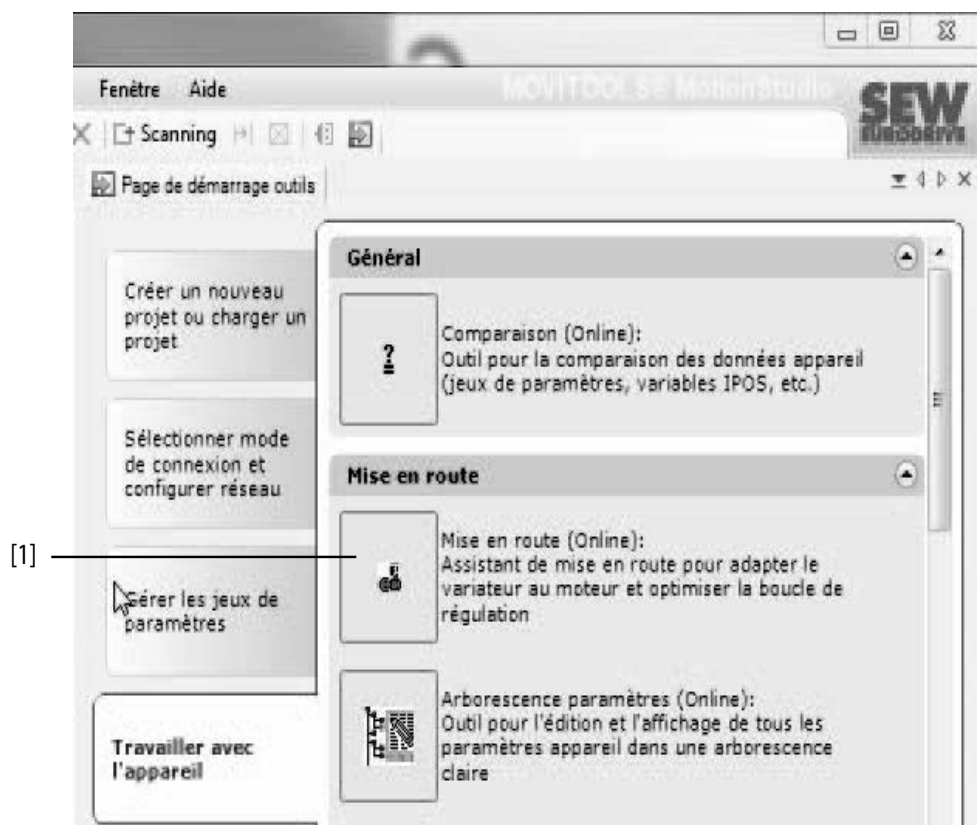 MOVITOOLS® MotionStudio
Fenêtre Aide
SEW
EURODRIVE
Scanning
Page de démarrage outils
Créer un nouveau
projet ou charger un
projet
Sélectionner mode
de connexion et
configurer réseau
Gérer les jeux de
paramètres
Travailler avec
l'appareil
Général
?
Comparaison (Online):
Outil pour la comparaison des données appareil
(jeux de paramètres, variables IPOS, etc.)
Mise en route
[1]
Mise en route (Online):
Assistant de mise en route pour adapter le
variateur au moteur et optimiser la boucle de
régulation
Arborescence paramètres (Online):
Outil pour l'édition et l'affichage de tous les
paramètres appareil dans une arborescence
claire